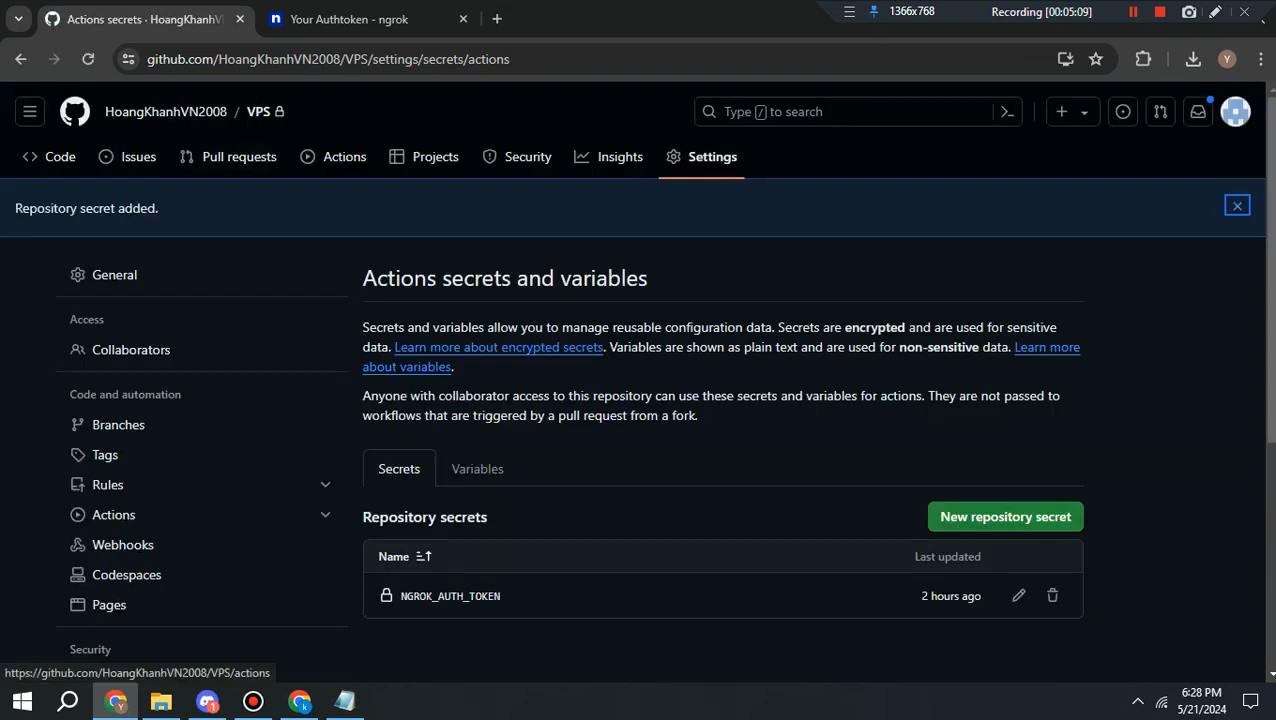 Actions secrets · HoangKhanhV
Your Authtoken - ngrok
1366x768
Recording [00:05:09]
github.com/HoangKhanhVN2008/VPS/settings/secrets/actions
Y
HoangKhanhVN2008 / VPS
Type / to search
Code
Issues
Pull requests
Actions
Projects
Security
Insights
Settings
Repository secret added.
General
Access
Collaborators
Code and automation
Branches
Tags
Rules
Actions
Webhooks
Codespaces
Pages
Security
Actions secrets and variables
Secrets and variables allow you to manage reusable configuration data. Secrets are encrypted and are used for sensitive
data. Learn more about encrypted secrets. Variables are shown as plain text and are used for non-sensitive data. Learn more
about variables.
Anyone with collaborator access to this repository can use these secrets and variables for actions. They are not passed to
workflows that are triggered by a pull request from a fork.
Secrets
Variables
Repository secrets
New repository secret
Name
Last updated
NGROK_AUTH_TOKEN
2 hours ago
https://github.com/HoangKhanhVN2008/VPS/actions
6:28 PM
5/21/2024